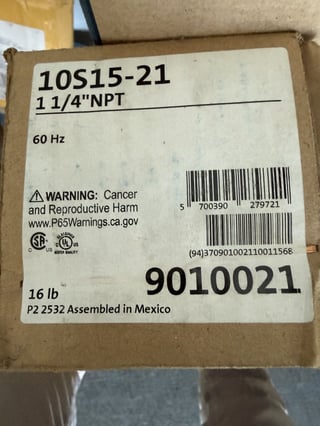 10S15-21
1 1/4"NPT
60 Hz
WARNING: Cancer
and Reproductive Harm
www.P65Warnings.ca.gov
5 700390 279721
(94)370901002110011568
16 lb
9010021
P2 2532 Assembled in Mexico